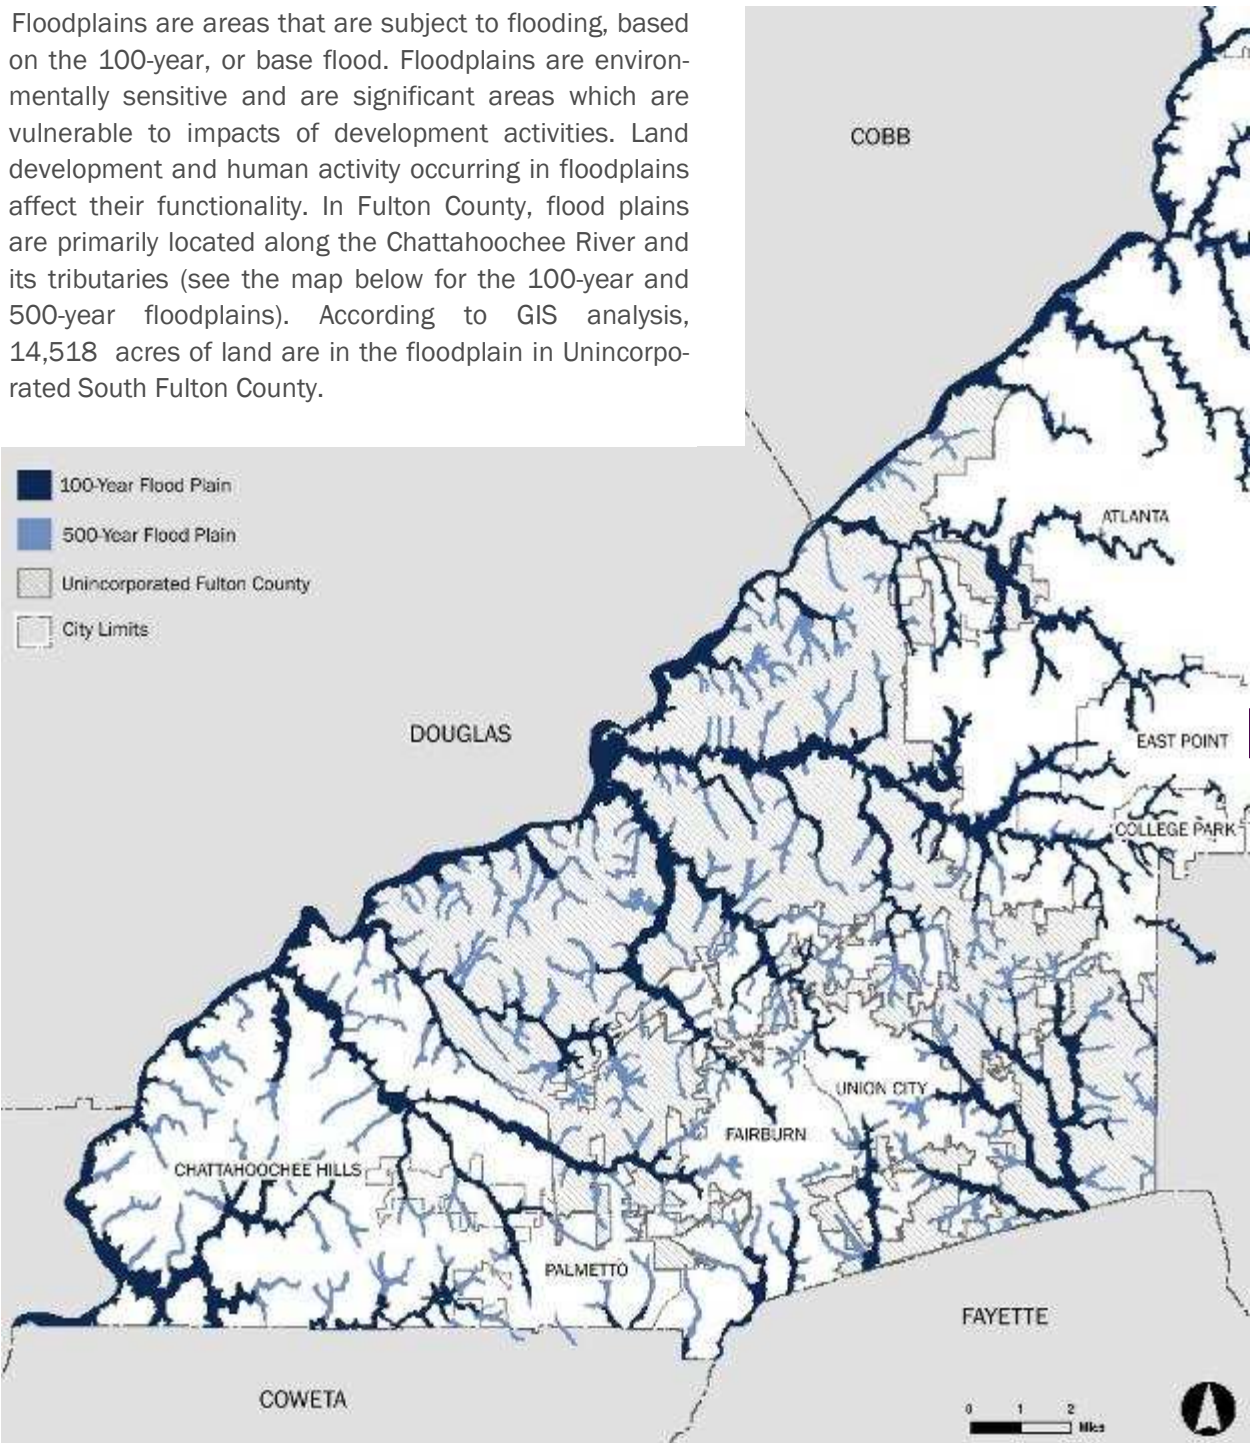 Floodplains are areas that are subject to flooding, based
on the 100-year, or base flood. Floodplains are environ-
mentally sensitive and are significant areas which are
vulnerable to impacts of development activities. Land
development and human activity occurring in floodplains
affect their functionality. In Fulton County, flood plains
are primarily located along the Chattahoochee River and
its tributaries (see the map below for the 100-year and
500-year floodplains). According to GIS analysis,
14,518 acres of land are in the floodplain in Unincorpo-
rated South Fulton County.
COBB
100-Year Flood Plain
500-Year Flood Plain
Unincorporated Fulton County
City Limits
ATLANTA
DOUGLAS
EAST POINT
COLLEGE PARK
UNION CITY
FAIRBURN
CHATTAHOOCHEE HILLS
PALMETTO
FAYETTE
COWETA
0 1 2
Miles